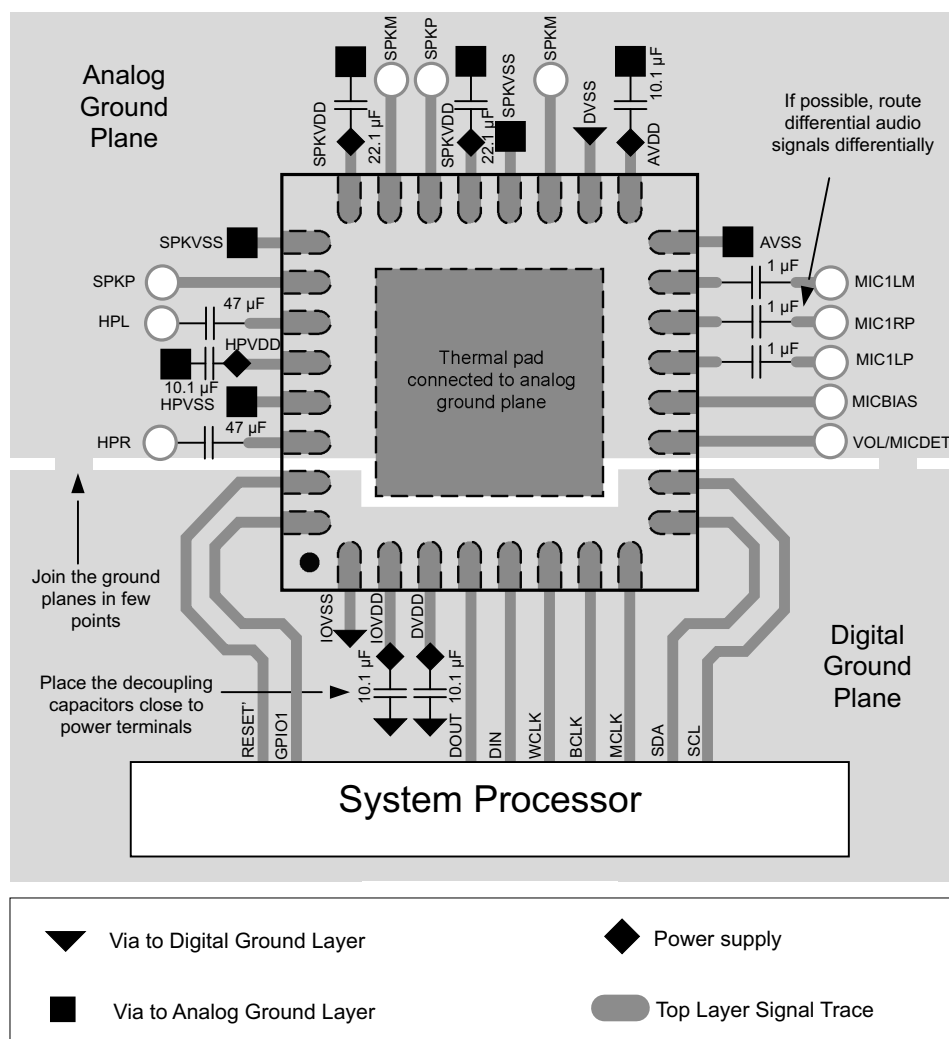 Analog
Ground
Plane
SPKVDD
22.1 µF
SPKM
SPKP
SPKVDD
22.1 µF
SPKVSS
SPKM
DVSS
AVDD
10.1 µF
If possible, route
differential audio
signals differentially
SPKVSS
SPKP
HPL
47 µF
HPVDD
10.1 µF
HPVSS
HPR
47 µF
AVSS
1 µF
MIC1LM
1 µF
MIC1RP
1 µF
MIC1LP
MICBIAS
VOL/MICDET
Thermal pad
connected to analog
ground plane
Join the ground
planes in few
points
Place the decoupling
capacitors close to
power terminals
IOVSS
IOVDD
DVDD
10.1 µF
10.1 µF
Digital
Ground
Plane
RESET'
GPIO1
DOUT
DIN
WCLK
BCLK
MCLK
SDA
SCL
System Processor
Via to Digital Ground Layer
Power supply
Via to Analog Ground Layer
Top Layer Signal Trace